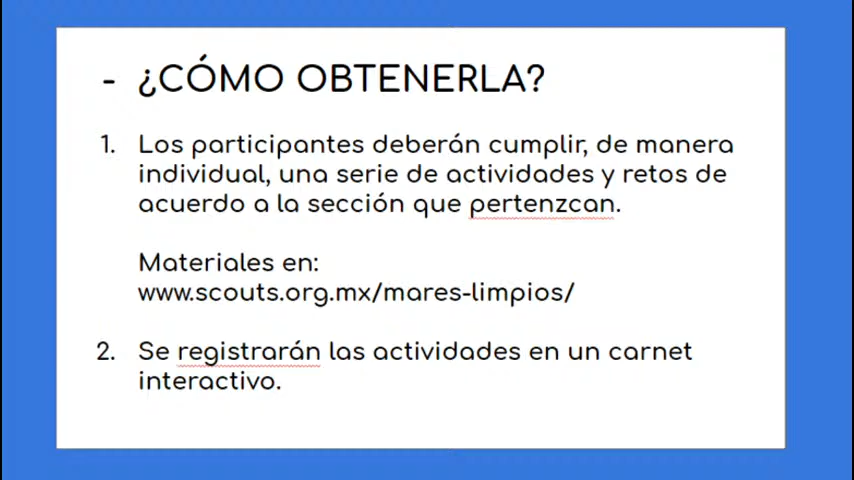 - ¿CÓMO OBTENERLA?
1. Los participantes deberán cumplir, de manera
individual, una serie de actividades y retos de
acuerdo a la sección que pertenzcan.
Materiales en:
www.scouts.org.mx/mares-limpios/
2. Se registrarán las actividades en un carnet
interactivo.